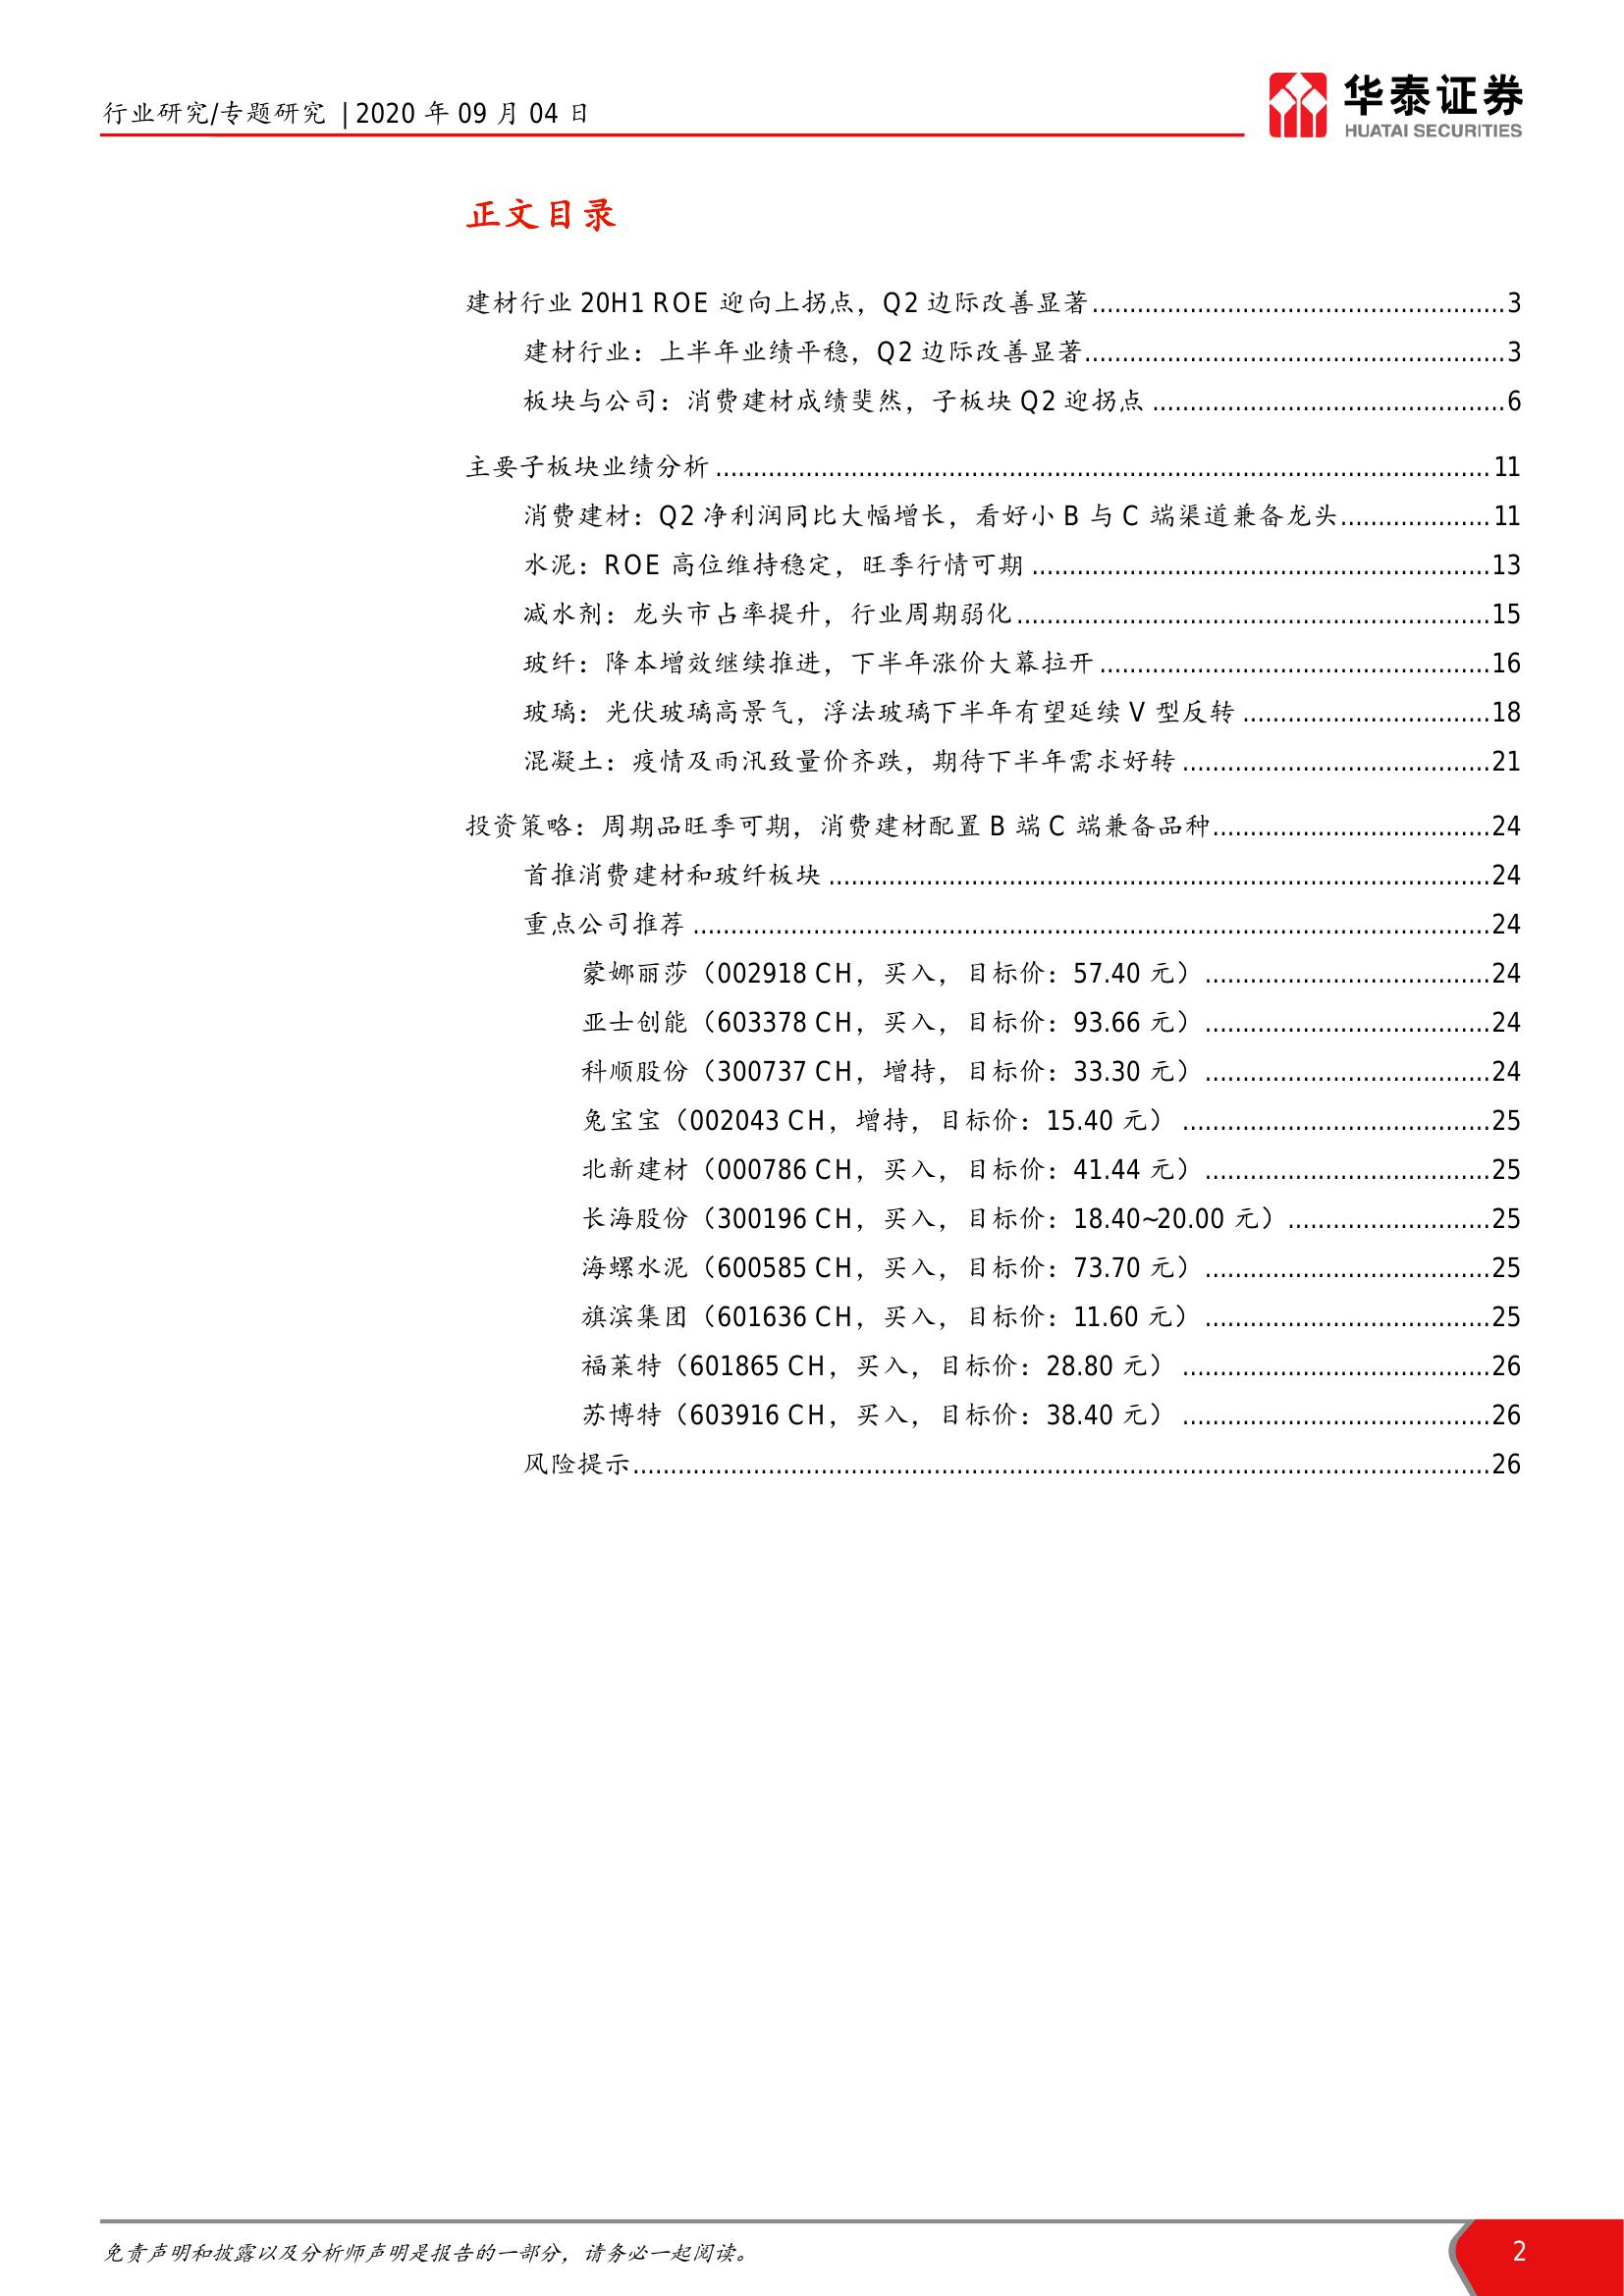 行业研究/专题研究 | 2020 年 09 月 04 日
华泰证券
HUATAI SECURITIES
正文目录
建材行业 20H1 ROE 迎向上拐点，Q2 边际改善显著..........3
建材行业：上半年业绩平稳，Q2 边际改善显著..........3
板块与公司：消费建材成绩斐然，子板块 Q2 迎拐点..........6
主要子板块业绩分析..........11
消费建材：Q2 净利润同比大幅增长，看好小 B 与 C 端渠道兼备龙头..........11
水泥：ROE 高位维持稳定，旺季行情可期..........13
减水剂：龙头市占率提升，行业周期弱化..........15
玻纤：降本增效继续推进，下半年涨价大幕拉开..........16
玻璃：光伏玻璃高景气，浮法玻璃下半年有望延续 V 型反转..........18
混凝土：疫情及雨汛致量价齐跌，期待下半年需求好转..........21
投资策略：周期品旺季可期，消费建材配置 B 端 C 端兼备品种..........24
首推消费建材和玻纤板块..........24
重点公司推荐..........24
蒙娜丽莎（002918 CH，买入，目标价：57.40 元）..........24
亚士创能（603378 CH，买入，目标价：93.66 元）..........24
科顺股份（300737 CH，增持，目标价：33.30 元）..........24
兔宝宝（002043 CH，增持，目标价：15.40 元）..........25
北新建材（000786 CH，买入，目标价：41.44 元）..........25
长海股份（300196 CH，买入，目标价：18.40~20.00 元）..........25
海螺水泥（600585 CH，买入，目标价：73.70 元）..........25
旗滨集团（601636 CH，买入，目标价：11.60 元）..........25
福莱特（601865 CH，买入，目标价：28.80 元）..........26
苏博特（603916 CH，买入，目标价：38.40 元）..........26
风险提示..........26
免责声明和披露以及分析师声明是报告的一部分，请务必一起阅读。
2